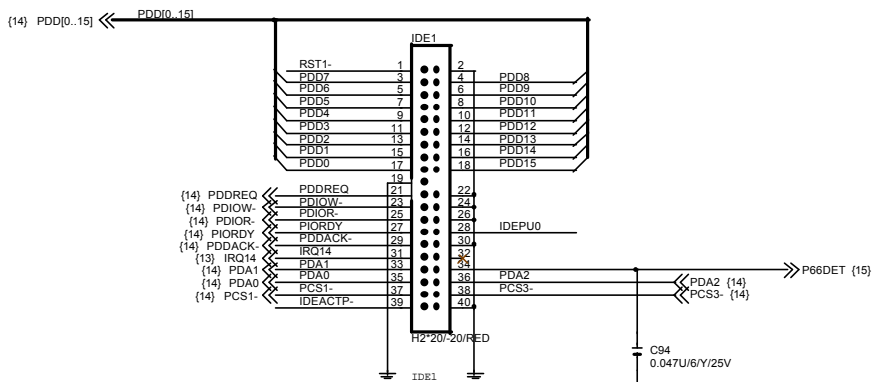 {14} PDD[0..15] PDD[0..15]
IDE1
RST1- 1 2
PDD7 3 4 PDD8
PDD6 5 6 PDD9
PDD5 7 8 PDD10
PDD4 9 10 PDD11
PDD3 11 12 PDD12
PDD2 13 14 PDD13
PDD1 15 16 PDD14
PDD0 17 18 PDD15
19
{14} PDDREQ PDDREQ 21 22
{14} PDIOW- PDIOW- 23 24
{14} PDIOR- PDIOR- 25 26
{14} PIORDY PIORDY 27 28 IDEPU0
{14} PDDACK- PDDACK- 29 30
{13} IRQ14 IRQ14 31 32
{14} PDA1 PDA1 33 34 P66DET {15}
{14} PDA0 PDA0 35 36 PDA2 PDA2 {14}
{14} PCS1- PCS1- 37 38 PCS3- PCS3- {14}
IDEACTP- 39 40
H2*20/-20/RED
IDE1
C94
0.047U/6/Y/25V